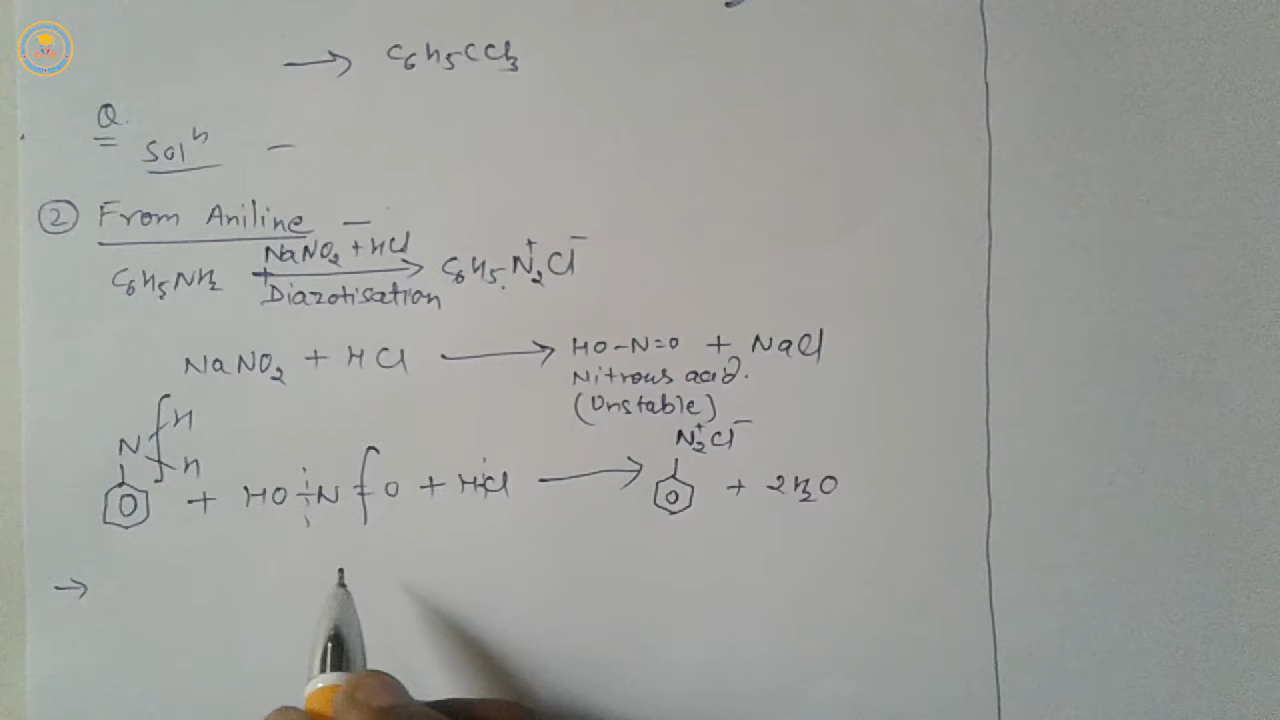 → C6H5CCl3
Q.
Solⁿ —
② From Aniline —
C6H5NH2 NaNO2 + HCl → C6H5N2⁺Cl⁻
Diazotisation
NaNO2 + HCl → HO-N=O + NaCl
Nitrous acid.
(Unstable)
N H H N2⁺Cl⁻
+ HO N O + HCl → + 2H2O
→